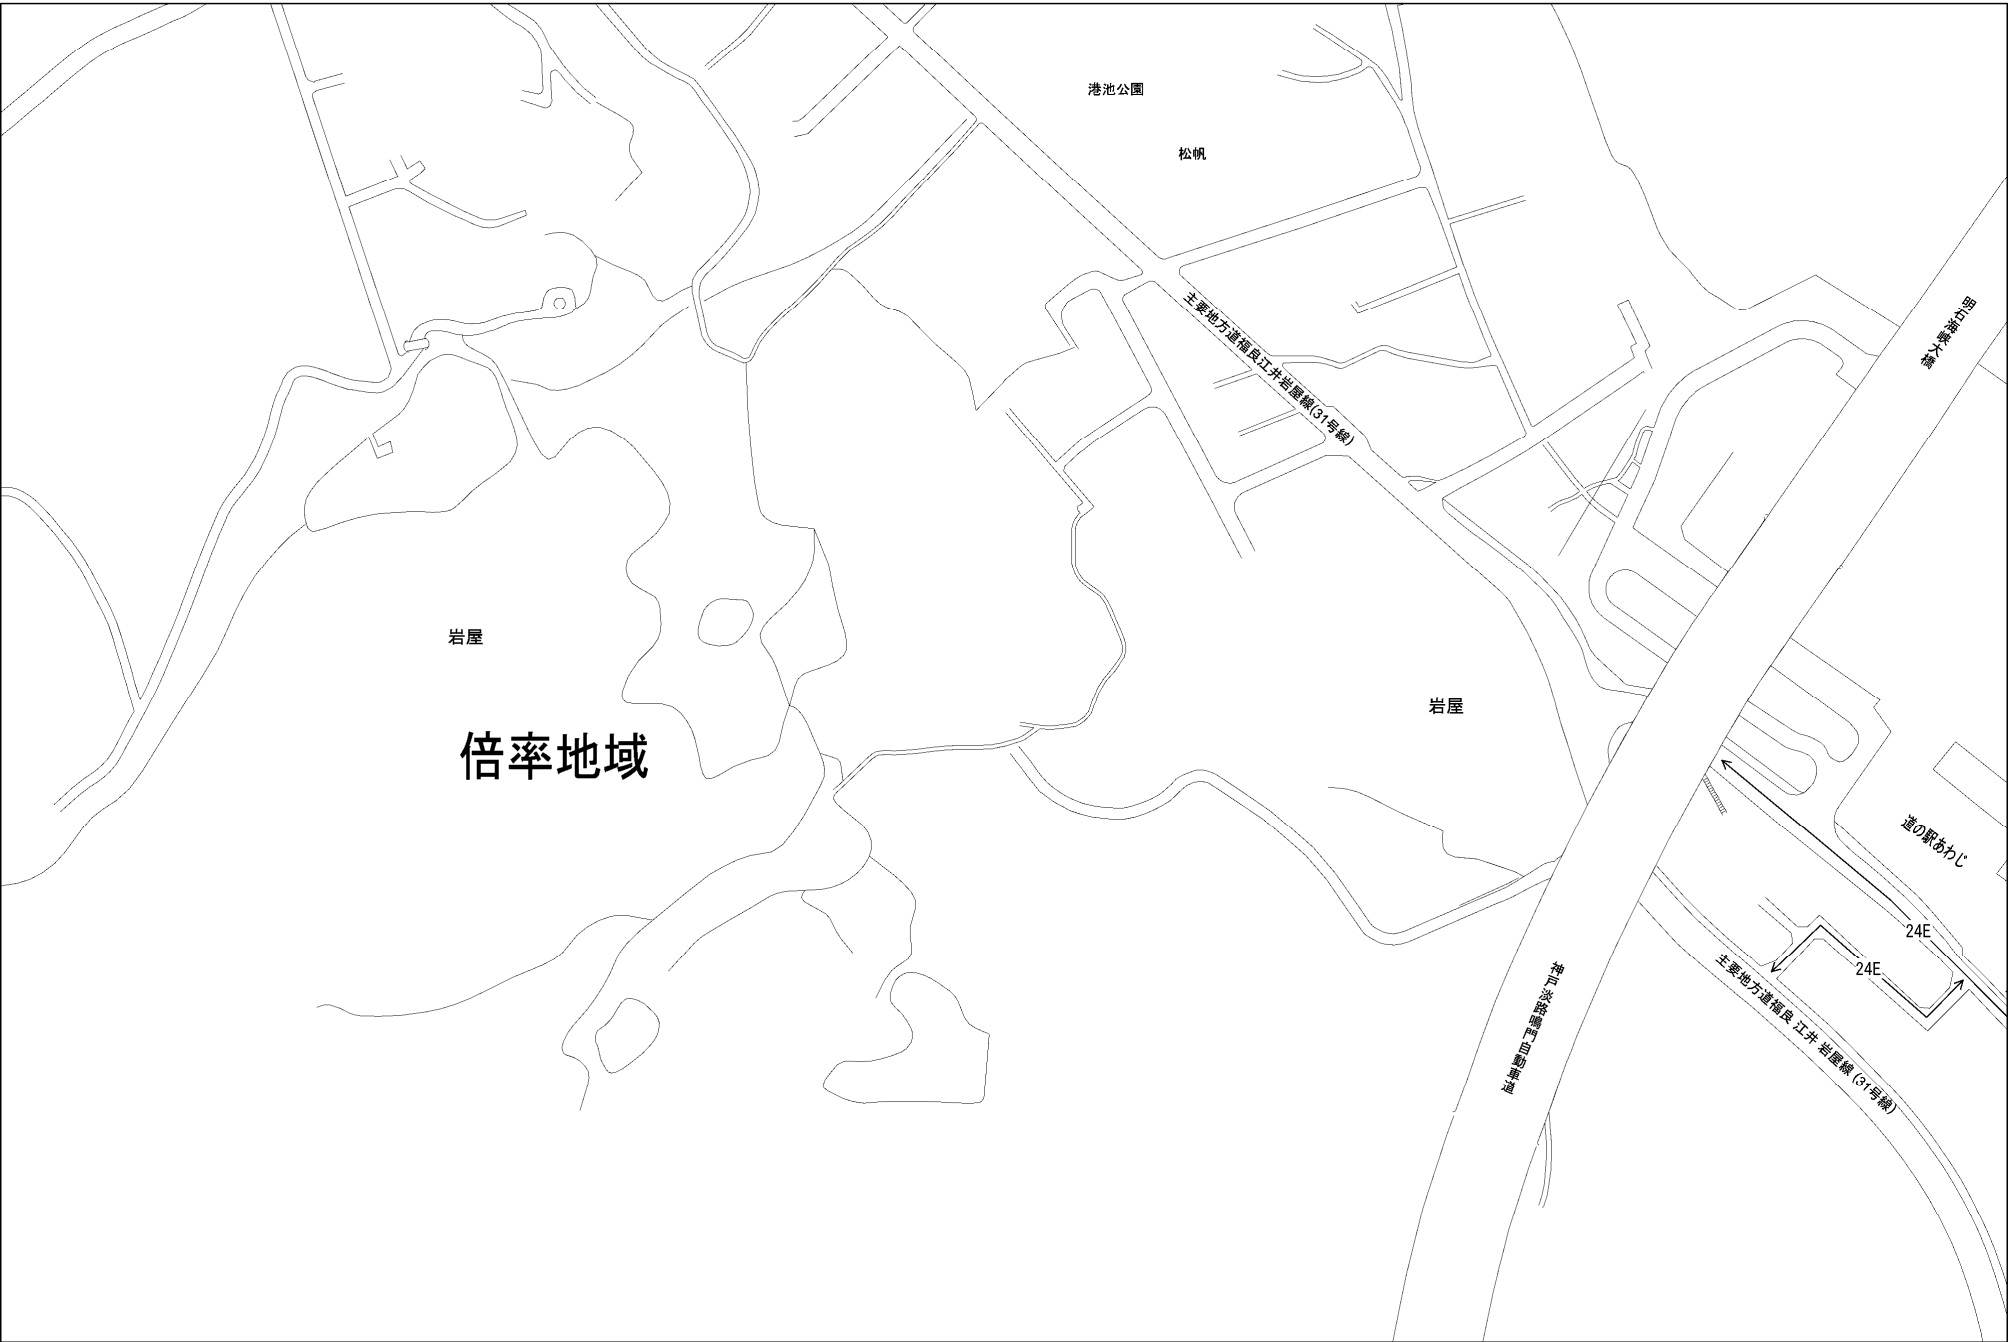 港池公園
松帆
明石海峡大橋
主要地方道福良江井岩屋線(31号線)
岩屋
岩屋
倍率地域
道の駅あわじ
24E
24E
主要地方道福良江井岩屋線(31号線)
神戸淡路鳴門自動車道